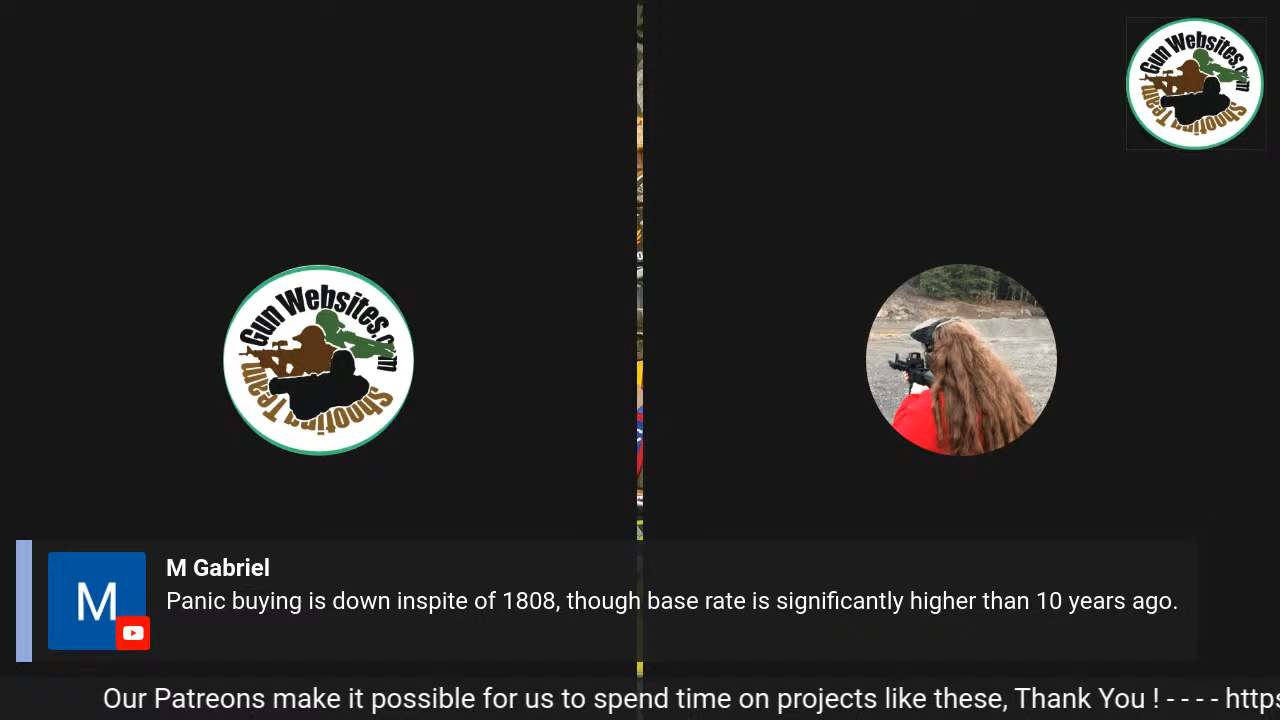 Gun Websites.com
Shooting Team
Gun Websites.com
Shooting Team
M
M Gabriel
Panic buying is down inspite of 1808, though base rate is significantly higher than 10 years ago.
Our Patreons make it possible for us to spend time on projects like these, Thank You ! - - - - https